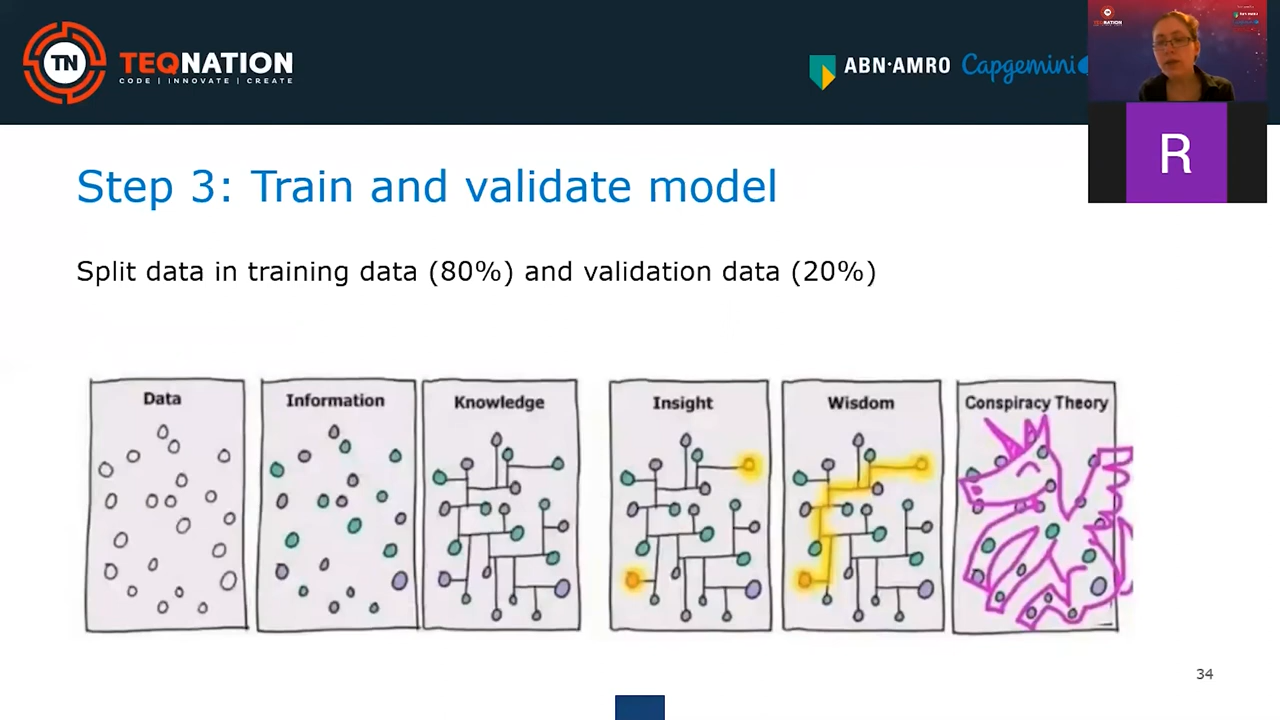 TN
TEQNATION
CODE | INNOVATE | CREATE
ABN·AMRO
Capgemini
R
Step 3: Train and validate model
Split data in training data (80%) and validation data (20%)
Data
Information
Knowledge
Insight
Wisdom
Conspiracy Theory
34